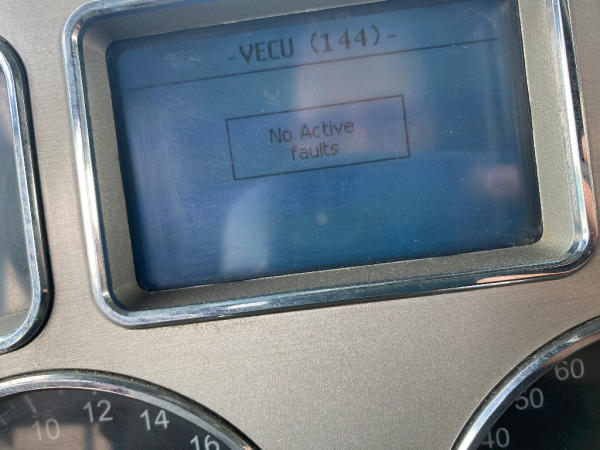 -VECU (144)-
No Active
faults
10 12 14 16
40 50 60